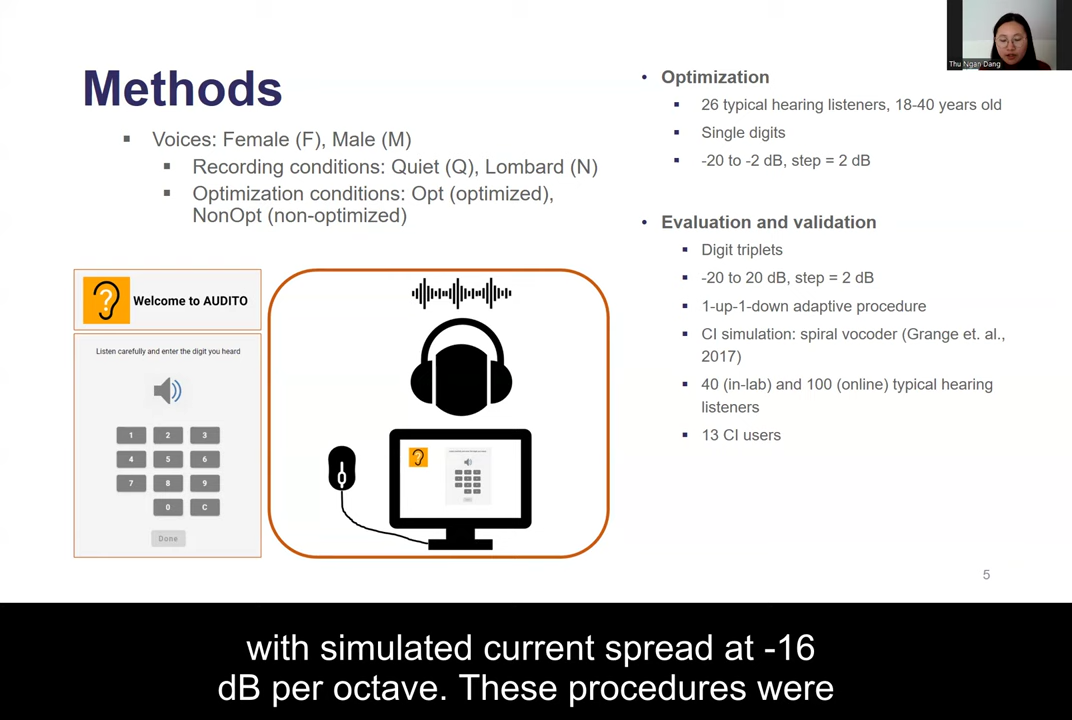 Thu Ngan Dang
Methods
▪ Voices: Female (F), Male (M)
▪ Recording conditions: Quiet (Q), Lombard (N)
▪ Optimization conditions: Opt (optimized),
NonOpt (non-optimized)
? Welcome to AUDITO
Listen carefully and enter the digit you heard
1 2 3
4 5 6
7 8 9
0 C
Done
• Optimization
▪ 26 typical hearing listeners, 18-40 years old
▪ Single digits
▪ -20 to -2 dB, step = 2 dB
• Evaluation and validation
▪ Digit triplets
▪ -20 to 20 dB, step = 2 dB
▪ 1-up-1-down adaptive procedure
▪ CI simulation: spiral vocoder (Grange et. al.,
2017)
▪ 40 (in-lab) and 100 (online) typical hearing
listeners
▪ 13 CI users
5
with simulated current spread at -16
dB per octave. These procedures were